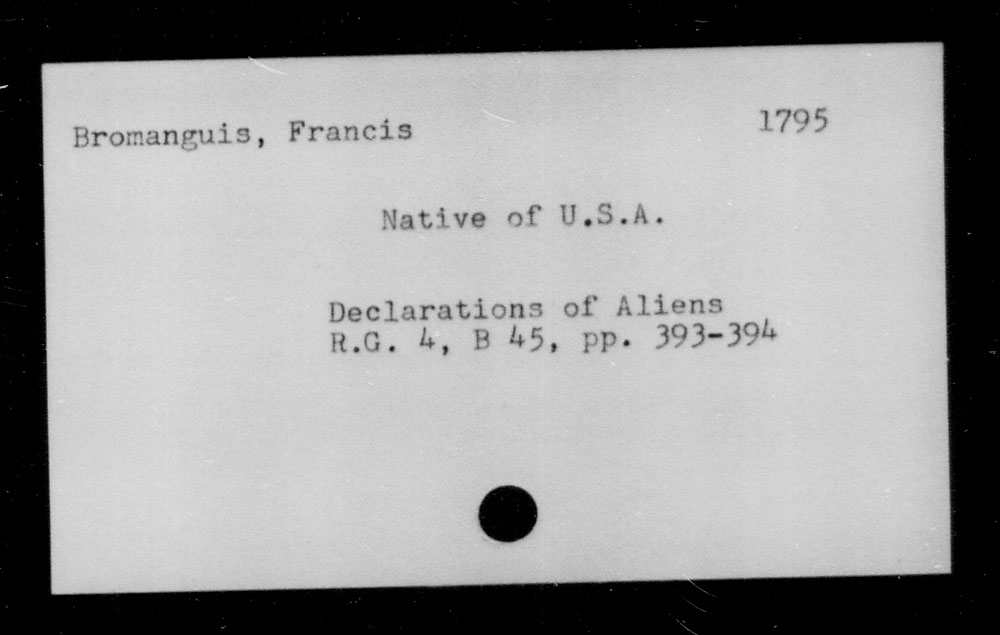 Bromanguis, Francis 1795
Native of U.S.A.
Declarations of Aliens
R.G. 4, B 45, pp. 393-394